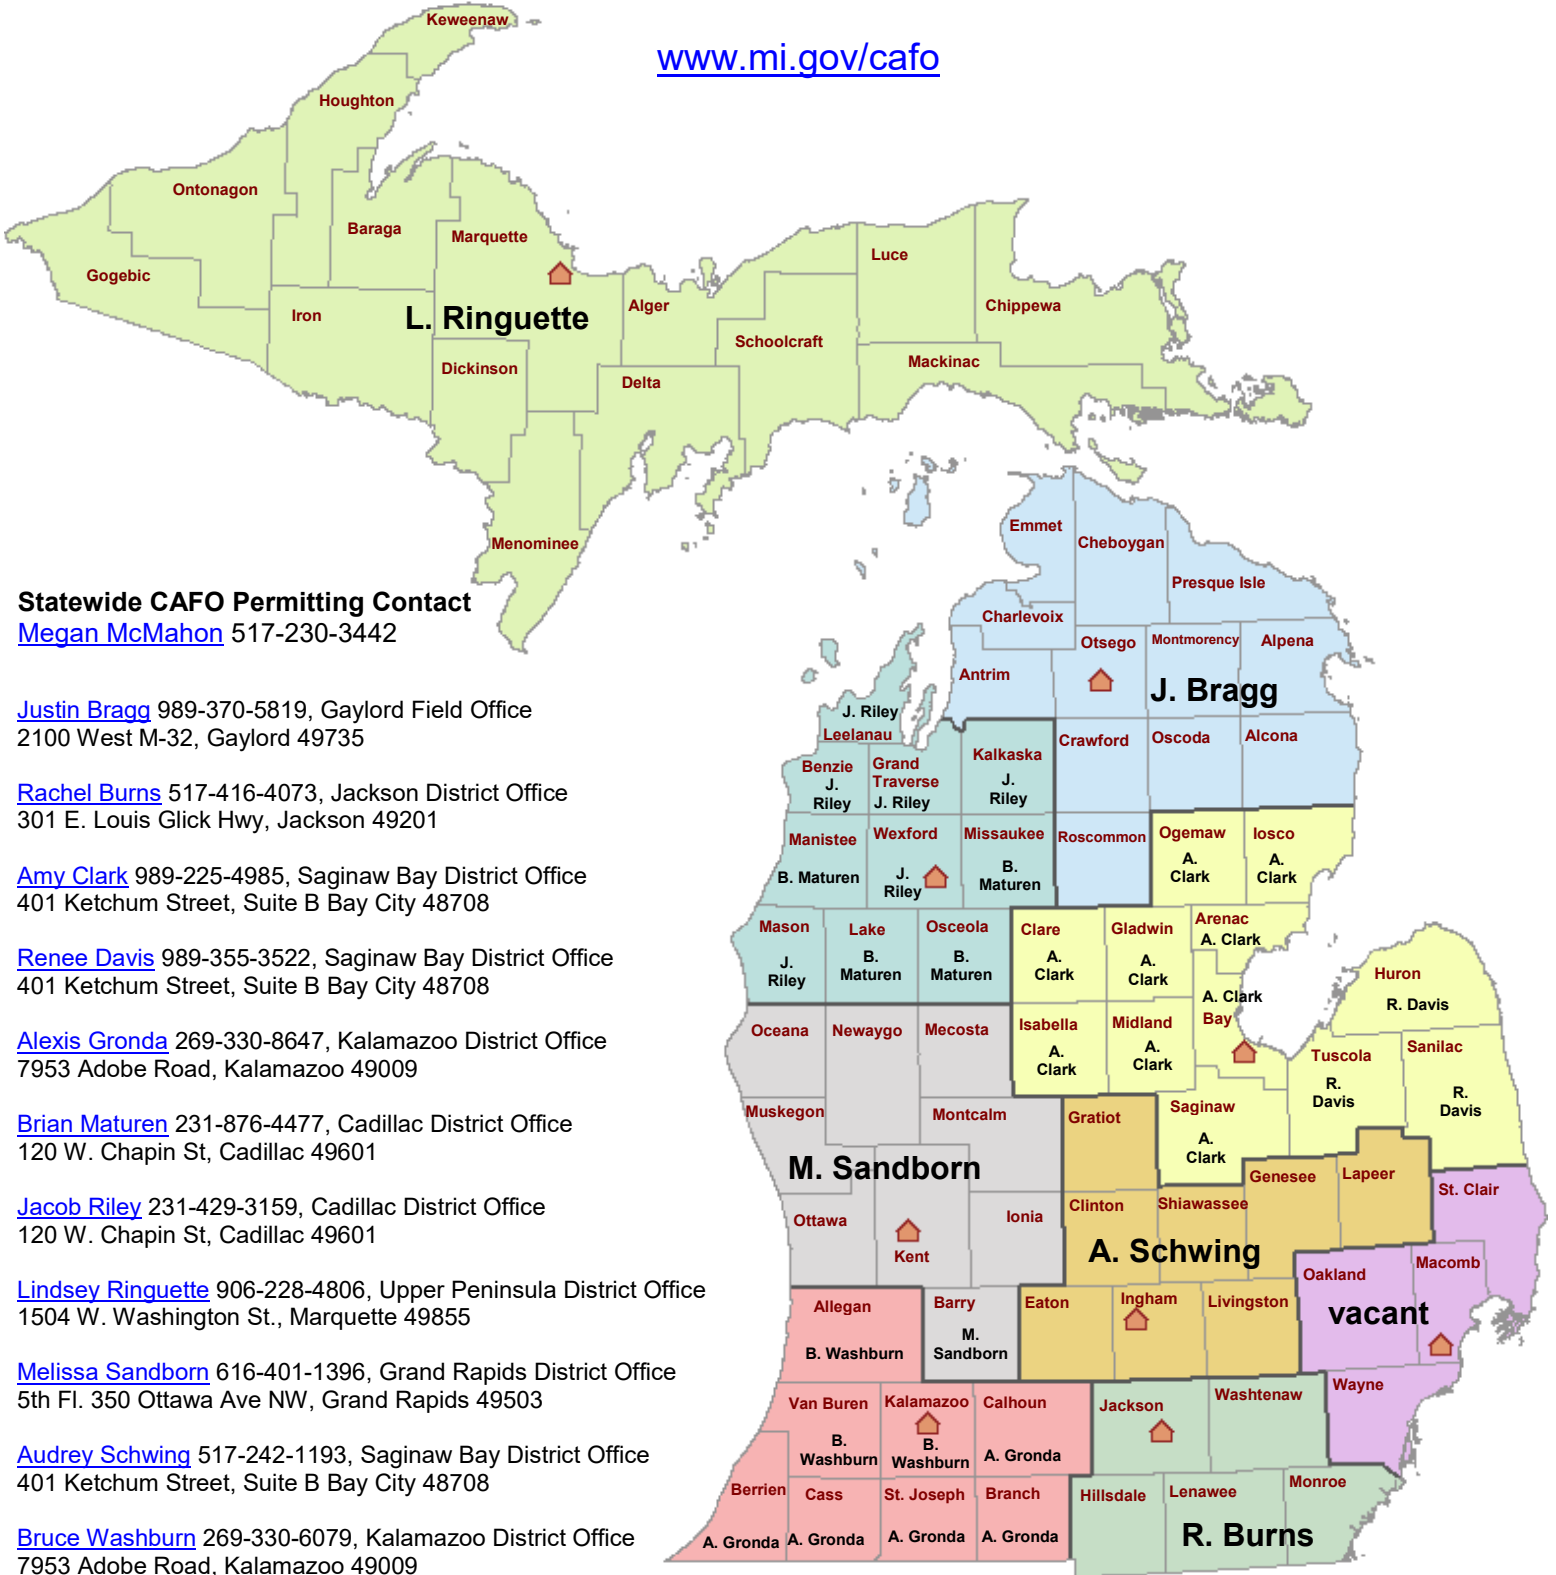 Keweenaw
www.mi.gov/cafo
Houghton
Ontonagon
Baraga
Marquette
Luce
Gogebic
Iron
L. Ringuette
Alger
Chippewa
Schoolcraft
Mackinac
Dickinson
Delta
Menominee
Statewide CAFO Permitting Contact
Megan McMahon 517-230-3442
Justin Bragg 989-370-5819, Gaylord Field Office
2100 West M-32, Gaylord 49735
Rachel Burns 517-416-4073, Jackson District Office
301 E. Louis Glick Hwy, Jackson 49201
Amy Clark 989-225-4985, Saginaw Bay District Office
401 Ketchum Street, Suite B Bay City 48708
Renee Davis 989-355-3522, Saginaw Bay District Office
401 Ketchum Street, Suite B Bay City 48708
Alexis Gronda 269-330-8647, Kalamazoo District Office
7953 Adobe Road, Kalamazoo 49009
Brian Maturen 231-876-4477, Cadillac District Office
120 W. Chapin St, Cadillac 49601
Jacob Riley 231-429-3159, Cadillac District Office
120 W. Chapin St, Cadillac 49601
Lindsey Ringuette 906-228-4806, Upper Peninsula District Office
1504 W. Washington St., Marquette 49855
Melissa Sandborn 616-401-1396, Grand Rapids District Office
5th Fl. 350 Ottawa Ave NW, Grand Rapids 49503
Audrey Schwing 517-242-1193, Saginaw Bay District Office
401 Ketchum Street, Suite B Bay City 48708
Bruce Washburn 269-330-6079, Kalamazoo District Office
7953 Adobe Road, Kalamazoo 49009
Emmet
Cheboygan
Presque Isle
Charlevoix
Otsego
Montmorency
Alpena
Antrim
J. Bragg
Crawford
Oscoda
Alcona
Roscommon
J. Riley
Leelanau
Benzie
J.
Riley
Grand
Traverse
J. Riley
Kalkaska
J.
Riley
Manistee
B. Maturen
Wexford
J.
Riley
Missaukee
B.
Maturen
Mason
J.
Riley
Lake
B.
Maturen
Osceola
B.
Maturen
Ogemaw
A.
Clark
Iosco
A.
Clark
Clare
A.
Clark
Gladwin
A.
Clark
Arenac
A. Clark
Isabella
A.
Clark
Midland
A.
Clark
A. Clark
Bay
Huron
R. Davis
Tuscola
R.
Davis
Sanilac
R.
Davis
Saginaw
A.
Clark
Oceana
Newaygo
Mecosta
Muskegon
Montcalm
M. Sandborn
Ottawa
Kent
Ionia
Barry
M.
Sandborn
Gratiot
Clinton
Shiawassee
Genesee
Lapeer
A. Schwing
Eaton
Ingham
Livingston
St. Clair
Oakland
Macomb
vacant
Wayne
Allegan
B. Washburn
Van Buren
B.
Washburn
Kalamazoo
B.
Washburn
Calhoun
A. Gronda
Berrien
A. Gronda
Cass
A. Gronda
St. Joseph
A. Gronda
Branch
A. Gronda
Jackson
Washtenaw
Hillsdale
Lenawee
Monroe
R. Burns